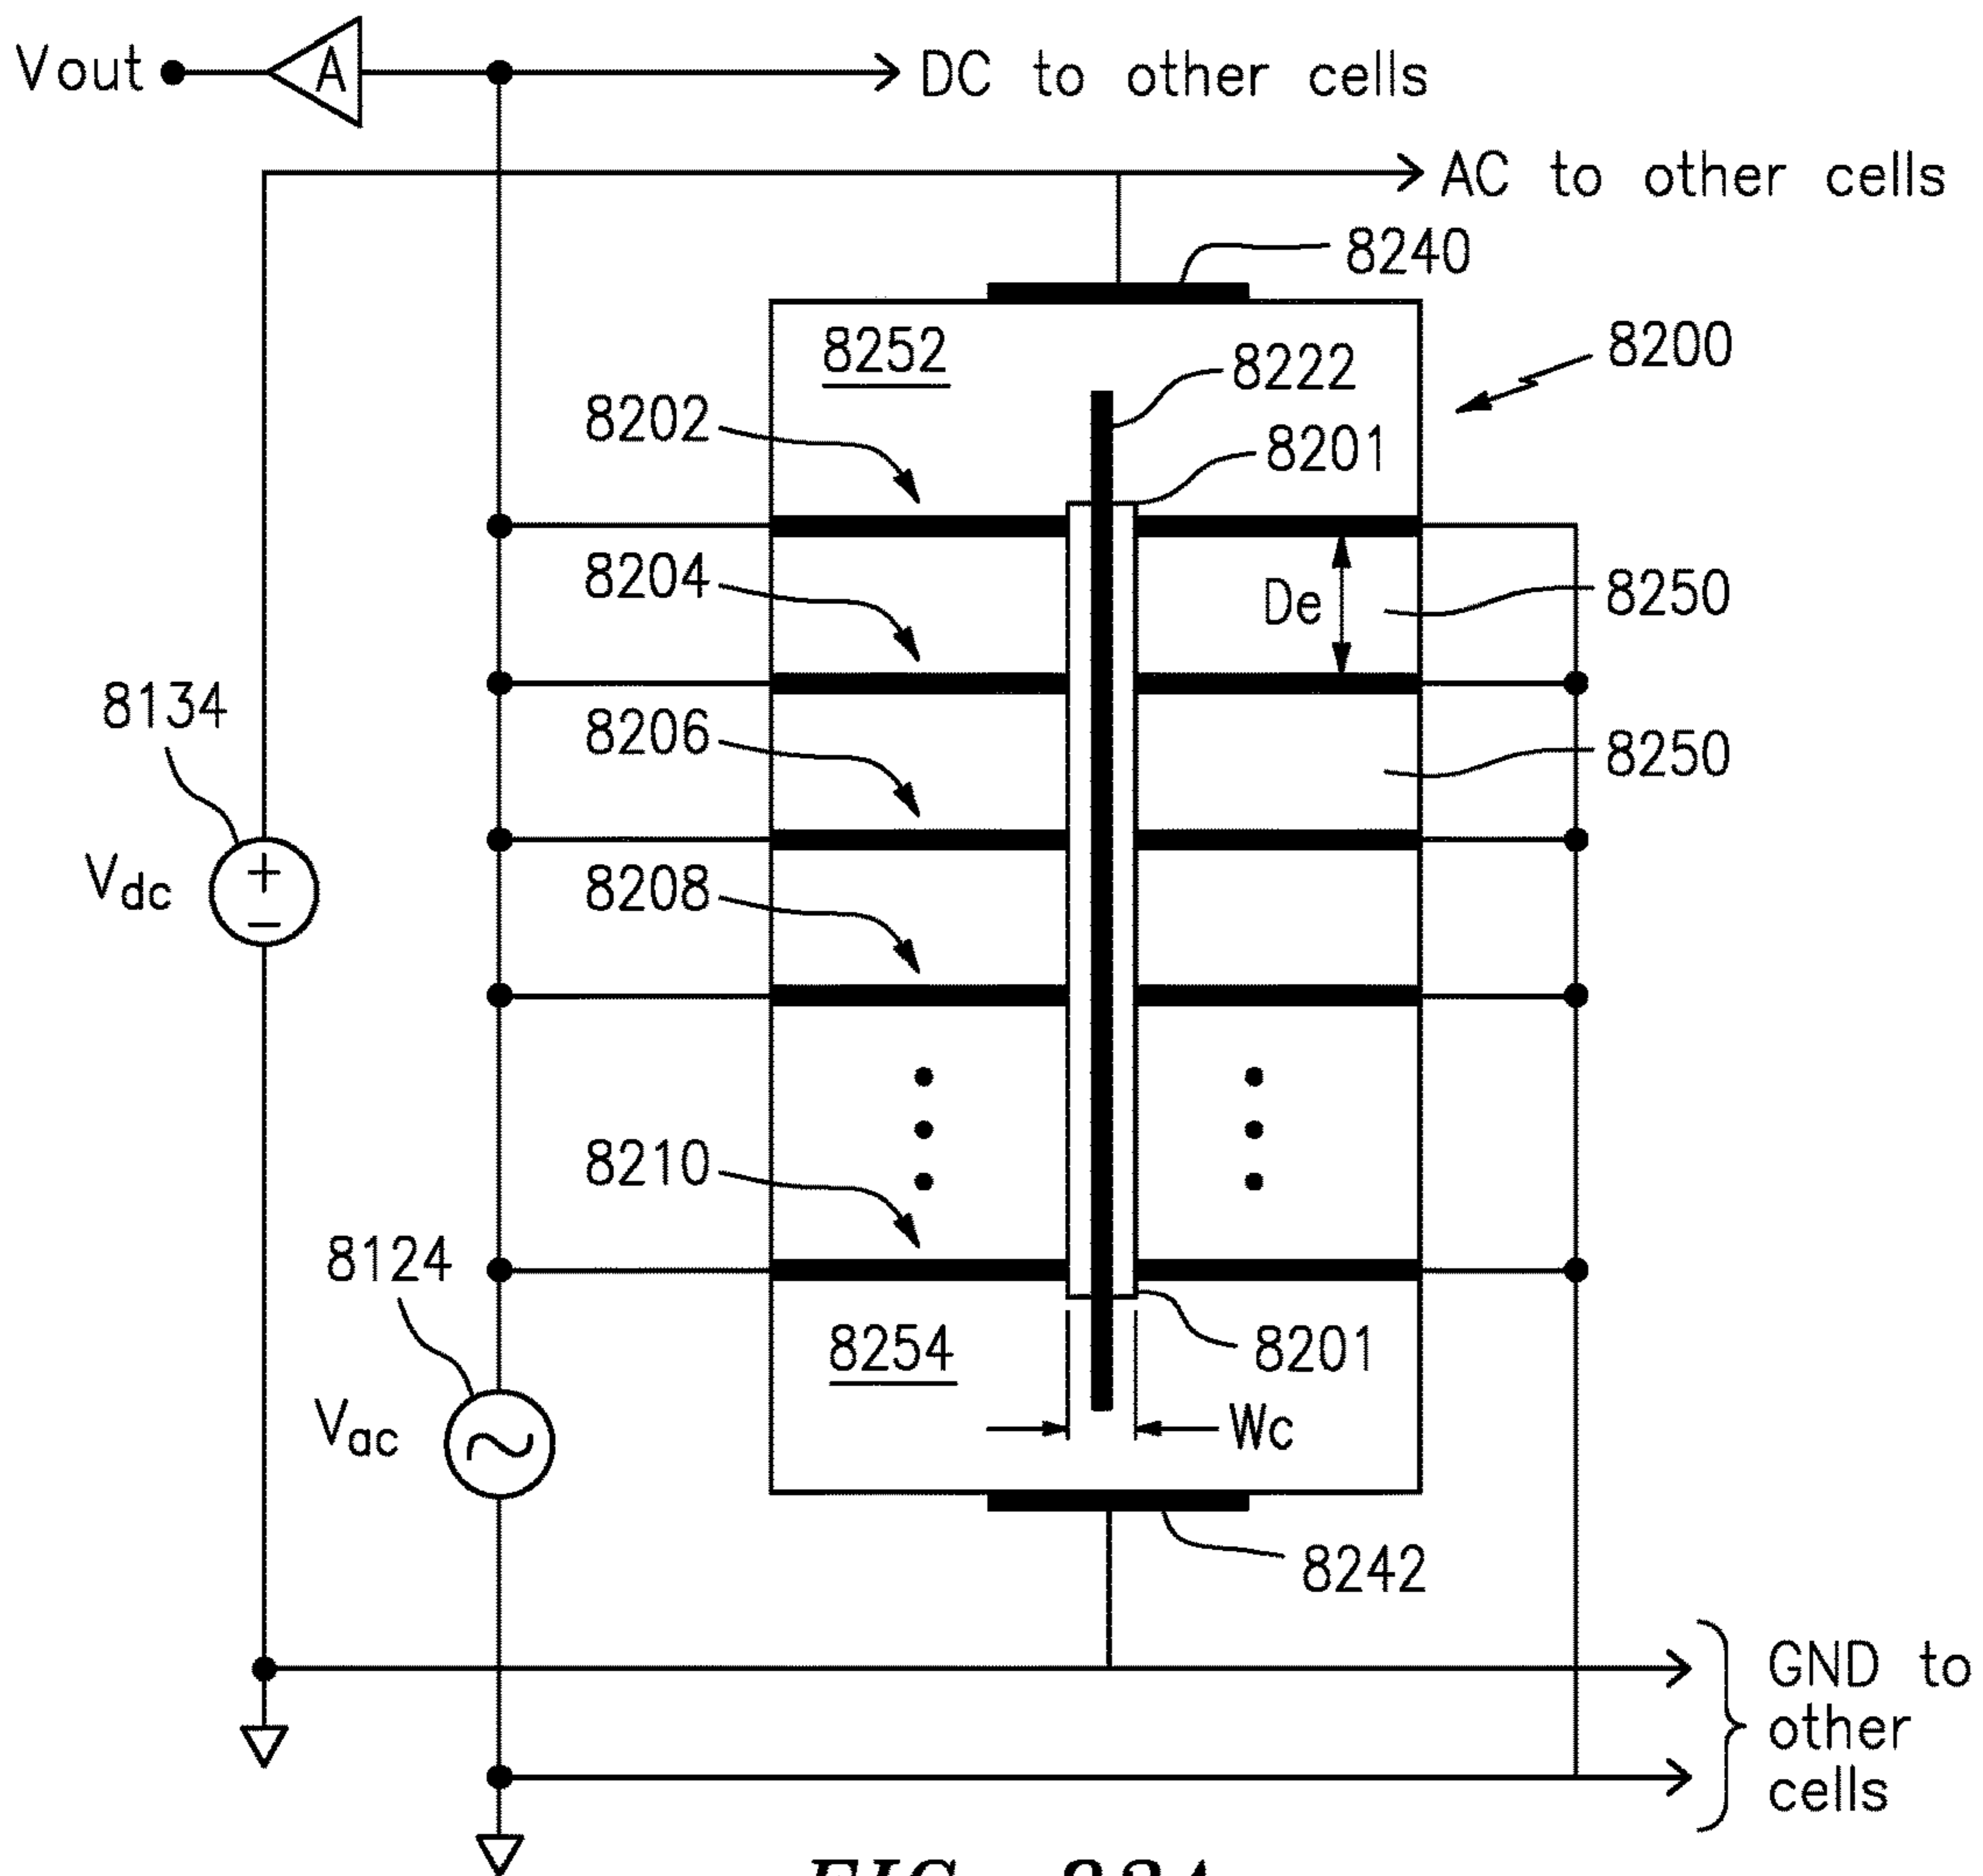 Vout
A
DC to other cells
AC to other cells
8240
8252
8222
8200
8202
8201
8204
De
8250
8134
8206
8250
Vdc
+
−
8208
8210
8124
8254
8201
Vac
Wc
8242
GND to
other
cells